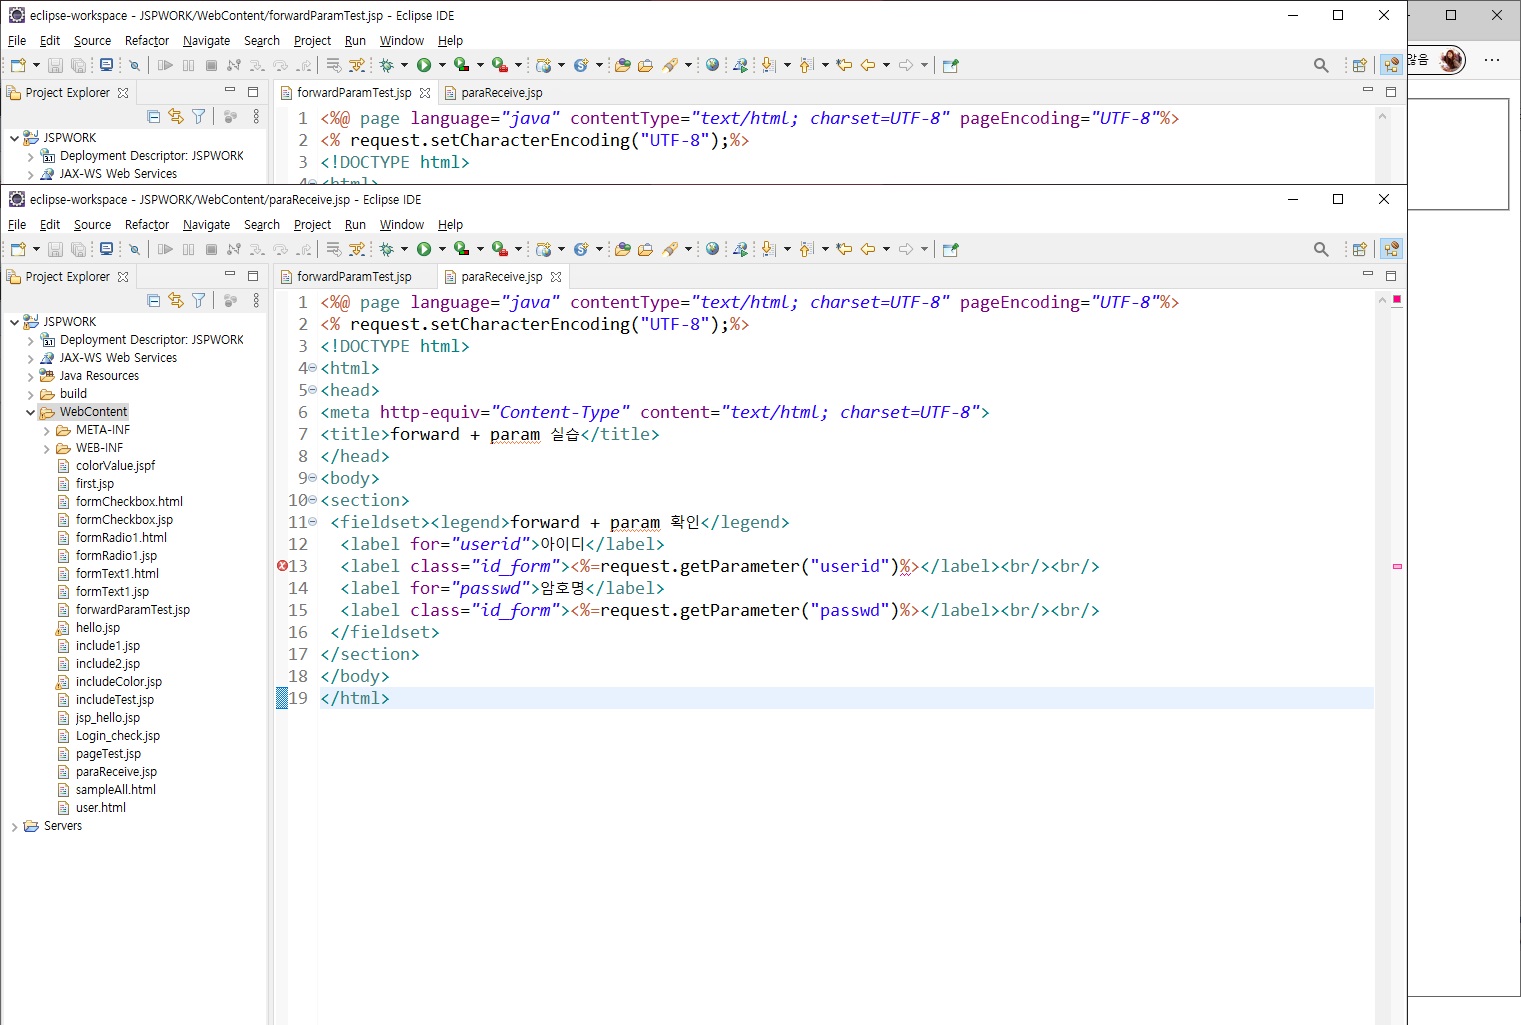 eclipse-workspace - JSPWORK/WebContent/forwardParamTest.jsp - Eclipse IDE
File Edit Source Refactor Navigate Search Project Run Window Help
않음
Project Explorer
forwardParamTest.jsp
paraReceive.jsp
JSPWORK
Deployment Descriptor: JSPWORK
JAX-WS Web Services
1 <%@ page language="java" contentType="text/html; charset=UTF-8" pageEncoding="UTF-8"%>
2 <% request.setCharacterEncoding("UTF-8");%>
3 <!DOCTYPE html>
4 <html>
eclipse-workspace - JSPWORK/WebContent/paraReceive.jsp - Eclipse IDE
File Edit Source Refactor Navigate Search Project Run Window Help
Project Explorer
forwardParamTest.jsp
paraReceive.jsp
JSPWORK
Deployment Descriptor: JSPWORK
JAX-WS Web Services
Java Resources
build
WebContent
META-INF
WEB-INF
colorValue.jspf
first.jsp
formCheckbox.html
formCheckbox.jsp
formRadio1.html
formRadio1.jsp
formText1.html
formText1.jsp
forwardParamTest.jsp
hello.jsp
include1.jsp
include2.jsp
includeColor.jsp
includeTest.jsp
jsp_hello.jsp
Login_check.jsp
pageTest.jsp
paraReceive.jsp
sampleAll.html
user.html
Servers
1 <%@ page language="java" contentType="text/html; charset=UTF-8" pageEncoding="UTF-8"%>
2 <% request.setCharacterEncoding("UTF-8");%>
3 <!DOCTYPE html>
4 <html>
5 <head>
6 <meta http-equiv="Content-Type" content="text/html; charset=UTF-8">
7 <title>forward + param 실습</title>
8 </head>
9 <body>
10 <section>
11 <fieldset><legend>forward + param 확인</legend>
12 <label for="userid">아이디</label>
13 <label class="id_form"><%=request.getParameter("userid")%></label><br/><br/>
14 <label for="passwd">암호명</label>
15 <label class="id_form"><%=request.getParameter("passwd")%></label><br/><br/>
16 </fieldset>
17 </section>
18 </body>
19 </html>